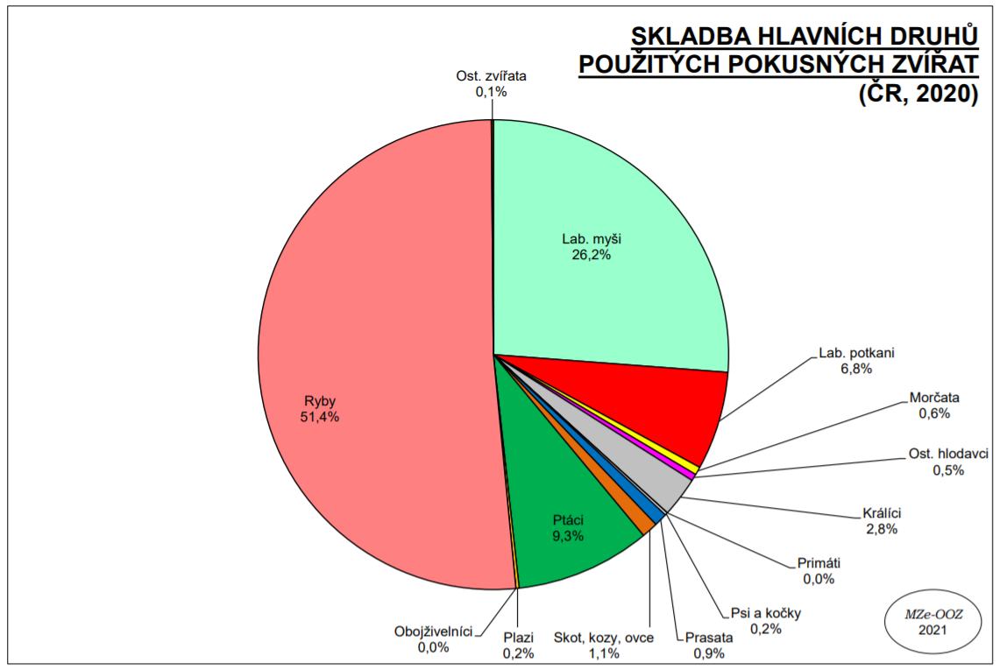 SKLADBA HLAVNÍCH DRUHŮ
POUŽITÝCH POKUSNÝCH ZVÍŘAT
(ČR, 2020)
Ost. zvířata
0,1%
Lab. myši
26,2%
Lab. potkani
6,8%
Morčata
0,6%
Ost. hlodavci
0,5%
Králíci
2,8%
Primáti
0,0%
Psi a kočky
0,2%
Prasata
0,9%
Skot, kozy, ovce
1,1%
Ptáci
9,3%
Plazi
0,2%
Obojživelníci
0,0%
Ryby
51,4%
MZe-OOZ
2021